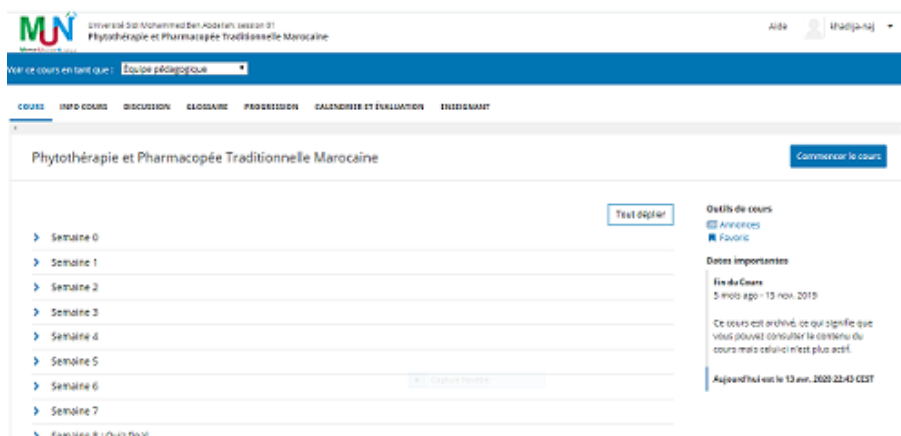 MUN
Université Sidi Mohammed Ben Abdellah: session 01
Phytothérapie et Pharmacopée Traditionnelle Marocaine
Aide
khadija-naj
Voir ce cours en tant que :
Équipe pédagogique
COURS INFO COURS DISCUSSION GLOSSAIRE PROGRESSION CALENDRIER ET ÉVALUATION ENSEIGNANT
Phytothérapie et Pharmacopée Traditionnelle Marocaine
Commencer le cours
Tout déplier
Semaine 0
Semaine 1
Semaine 2
Semaine 3
Semaine 4
Semaine 5
Semaine 6
Semaine 7
Semaine 8 : Quiz Final
Outils de cours
Annonces
Favoris
Dates importantes
Fin du Cours
5 mois ago - 15 nov. 2019
Ce cours est archivé, ce qui signifie que
vous pouvez consulter le contenu du
cours mais celui-ci n'est plus actif.
Aujourd'hui est le 13 avr. 2020 22:43 CEST